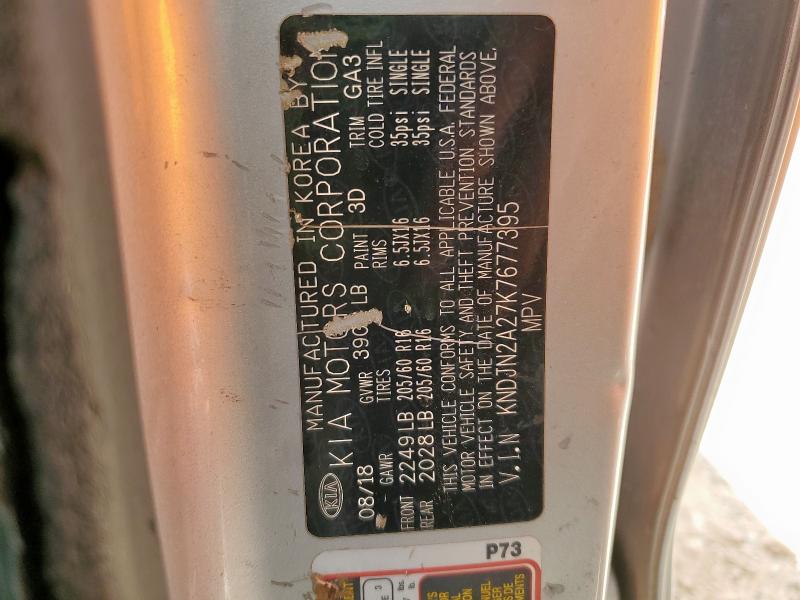 MANUFACTURED IN KOREA BY
KIA KIA MOTORS CORPORATION
08/18 GVWR LB PAINT 3D TRIM GA3
GAWR TIRES RIMS COLD TIRE INFL
FRONT 2249LB 205/60 R16 6.5JX16 35psi SINGLE
REAR 2028LB 205/60 R16 6.5JX16 35psi SINGLE
THIS VEHICLE CONFORMS TO ALL APPLICABLE U.S.A. FEDERAL
MOTOR VEHICLE SAFETY AND THEFT PREVENTION STANDARDS
IN EFFECT ON THE DATE OF MANUFACTURE SHOWN ABOVE.
V.I.N KNDJN2A27K7677395
MPV
P73